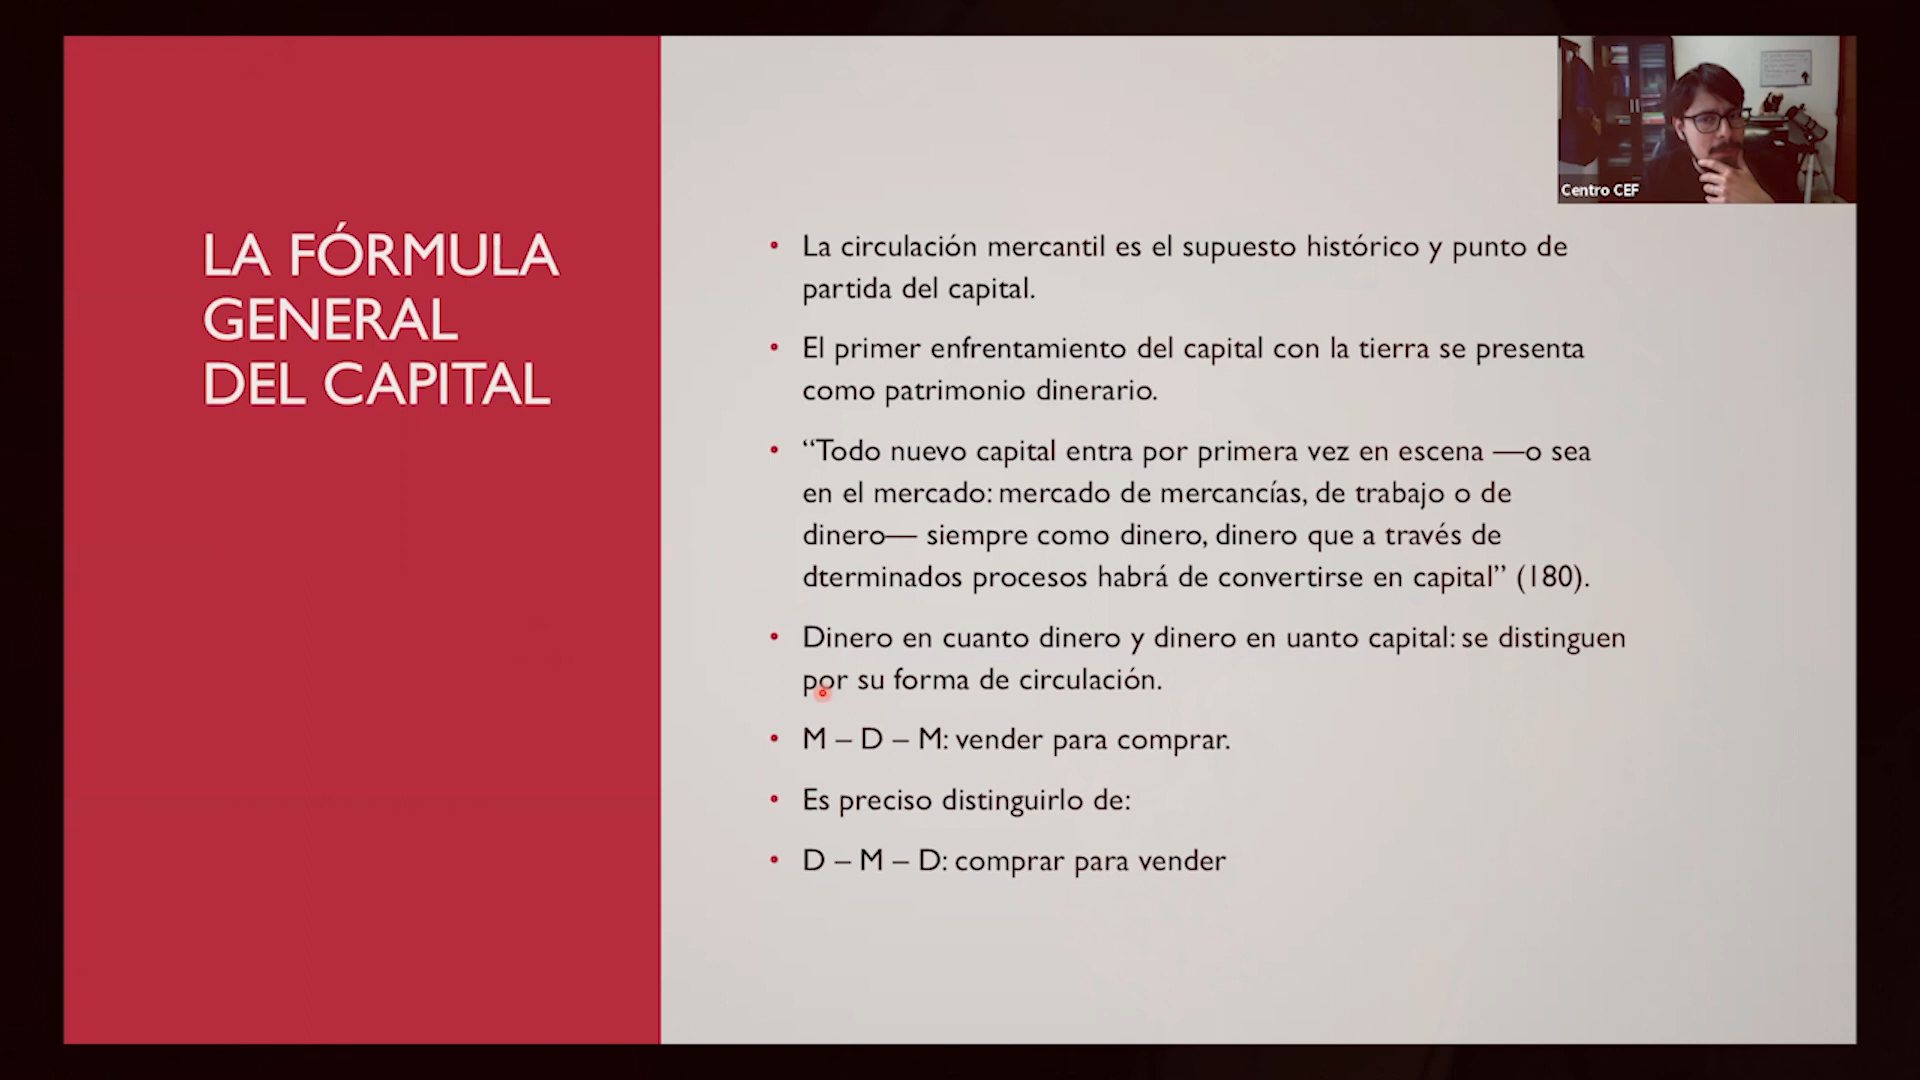 LA FÓRMULA
GENERAL
DEL CAPITAL
Centro CEF
• La circulación mercantil es el supuesto histórico y punto de
partida del capital.
• El primer enfrentamiento del capital con la tierra se presenta
como patrimonio dinerario.
• “Todo nuevo capital entra por primera vez en escena —o sea
en el mercado: mercado de mercancías, de trabajo o de
dinero— siempre como dinero, dinero que a través de
dterminados procesos habrá de convertirse en capital” (180).
• Dinero en cuanto dinero y dinero en uanto capital: se distinguen
por su forma de circulación.
• M – D – M: vender para comprar.
• Es preciso distinguirlo de:
• D – M – D: comprar para vender